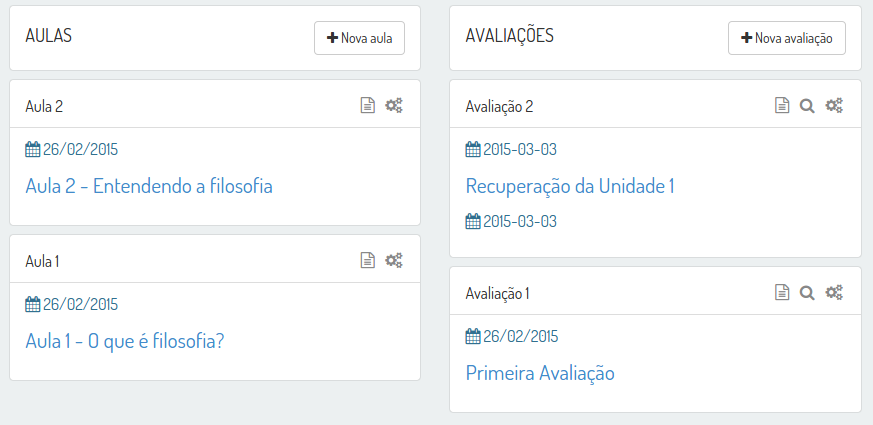 AULAS
Nova aula
Aula 2
26/02/2015
Aula 2 - Entendendo a filosofia
Aula 1
26/02/2015
Aula 1 - O que é filosofia?
AVALIAÇÕES
Nova avaliação
Avaliação 2
2015-03-03
Recuperação da Unidade 1
2015-03-03
Avaliação 1
26/02/2015
Primeira Avaliação